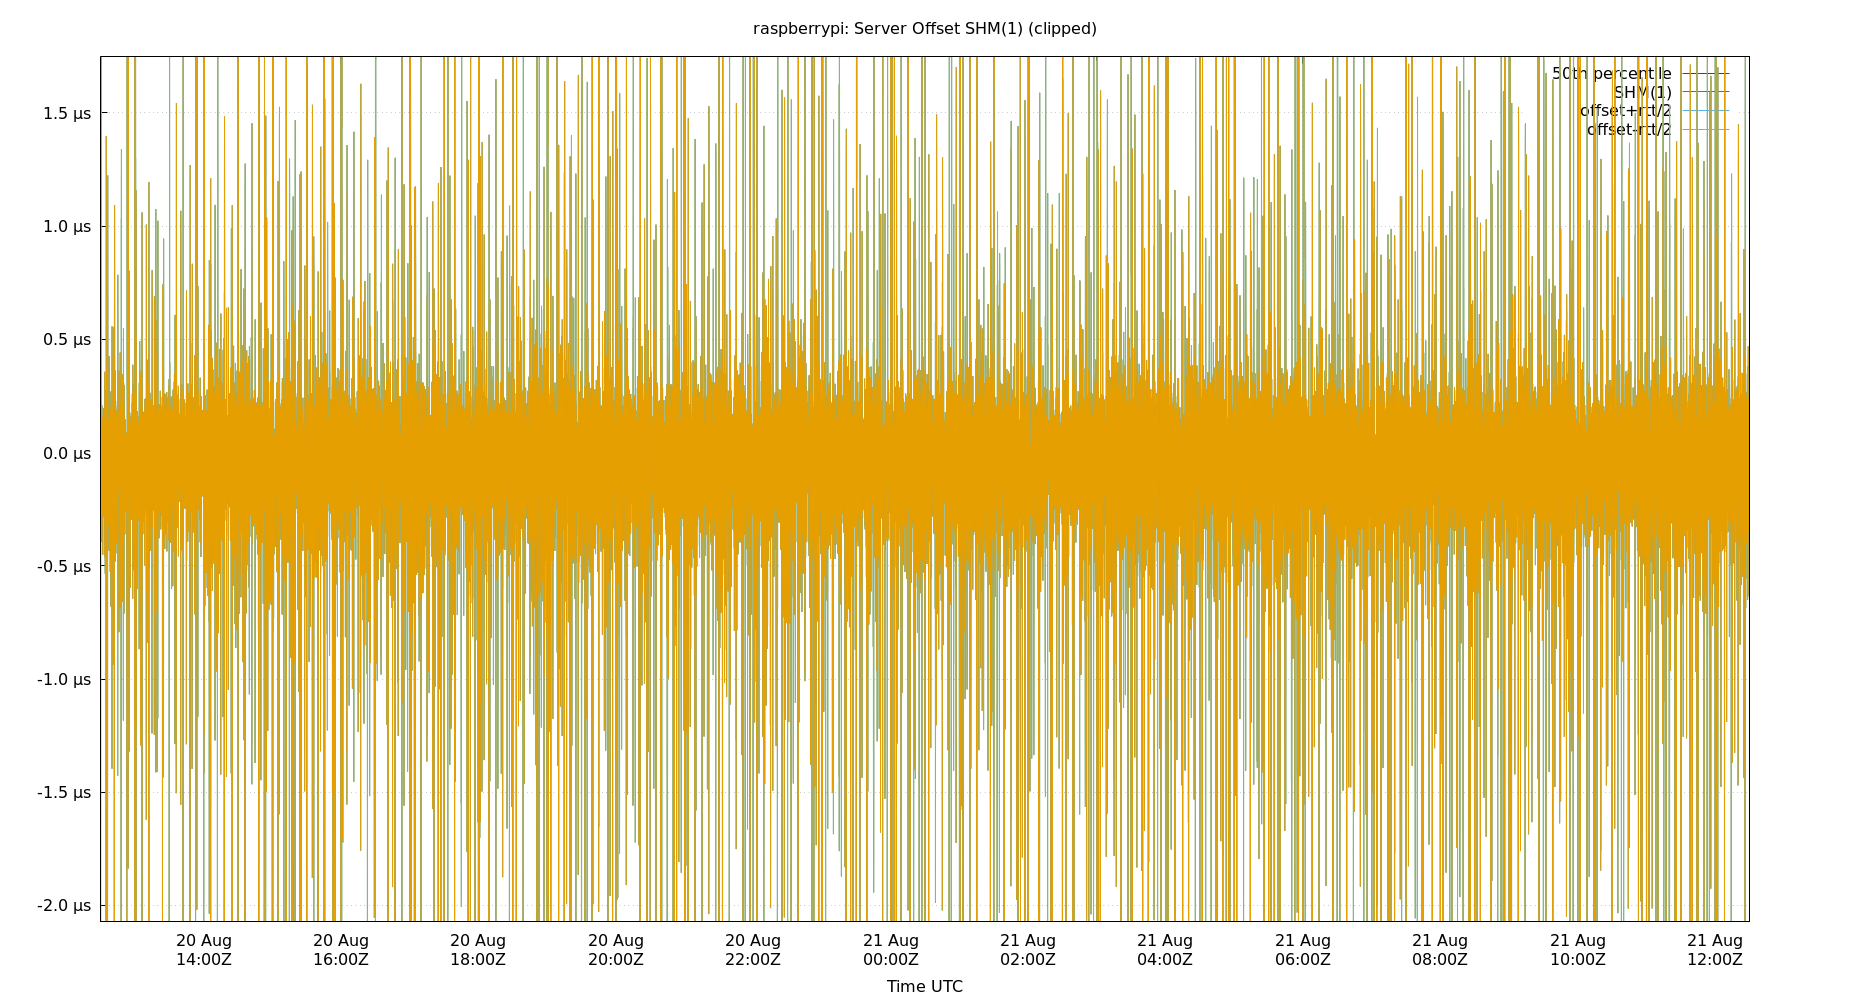 raspberrypi: Server Offset SHM(1) (clipped)
50th percentile
SHM(1)
offset+rtt/2
offset-rtt/2
1.5 µs
1.0 µs
0.5 µs
0.0 µs
-0.5 µs
-1.0 µs
-1.5 µs
-2.0 µs
20 Aug 20 Aug 20 Aug 20 Aug 20 Aug 21 Aug 21 Aug 21 Aug 21 Aug 21 Aug 21 Aug 21 Aug
14:00Z 16:00Z 18:00Z 20:00Z 22:00Z 00:00Z 02:00Z 04:00Z 06:00Z 08:00Z 10:00Z 12:00Z
Time UTC